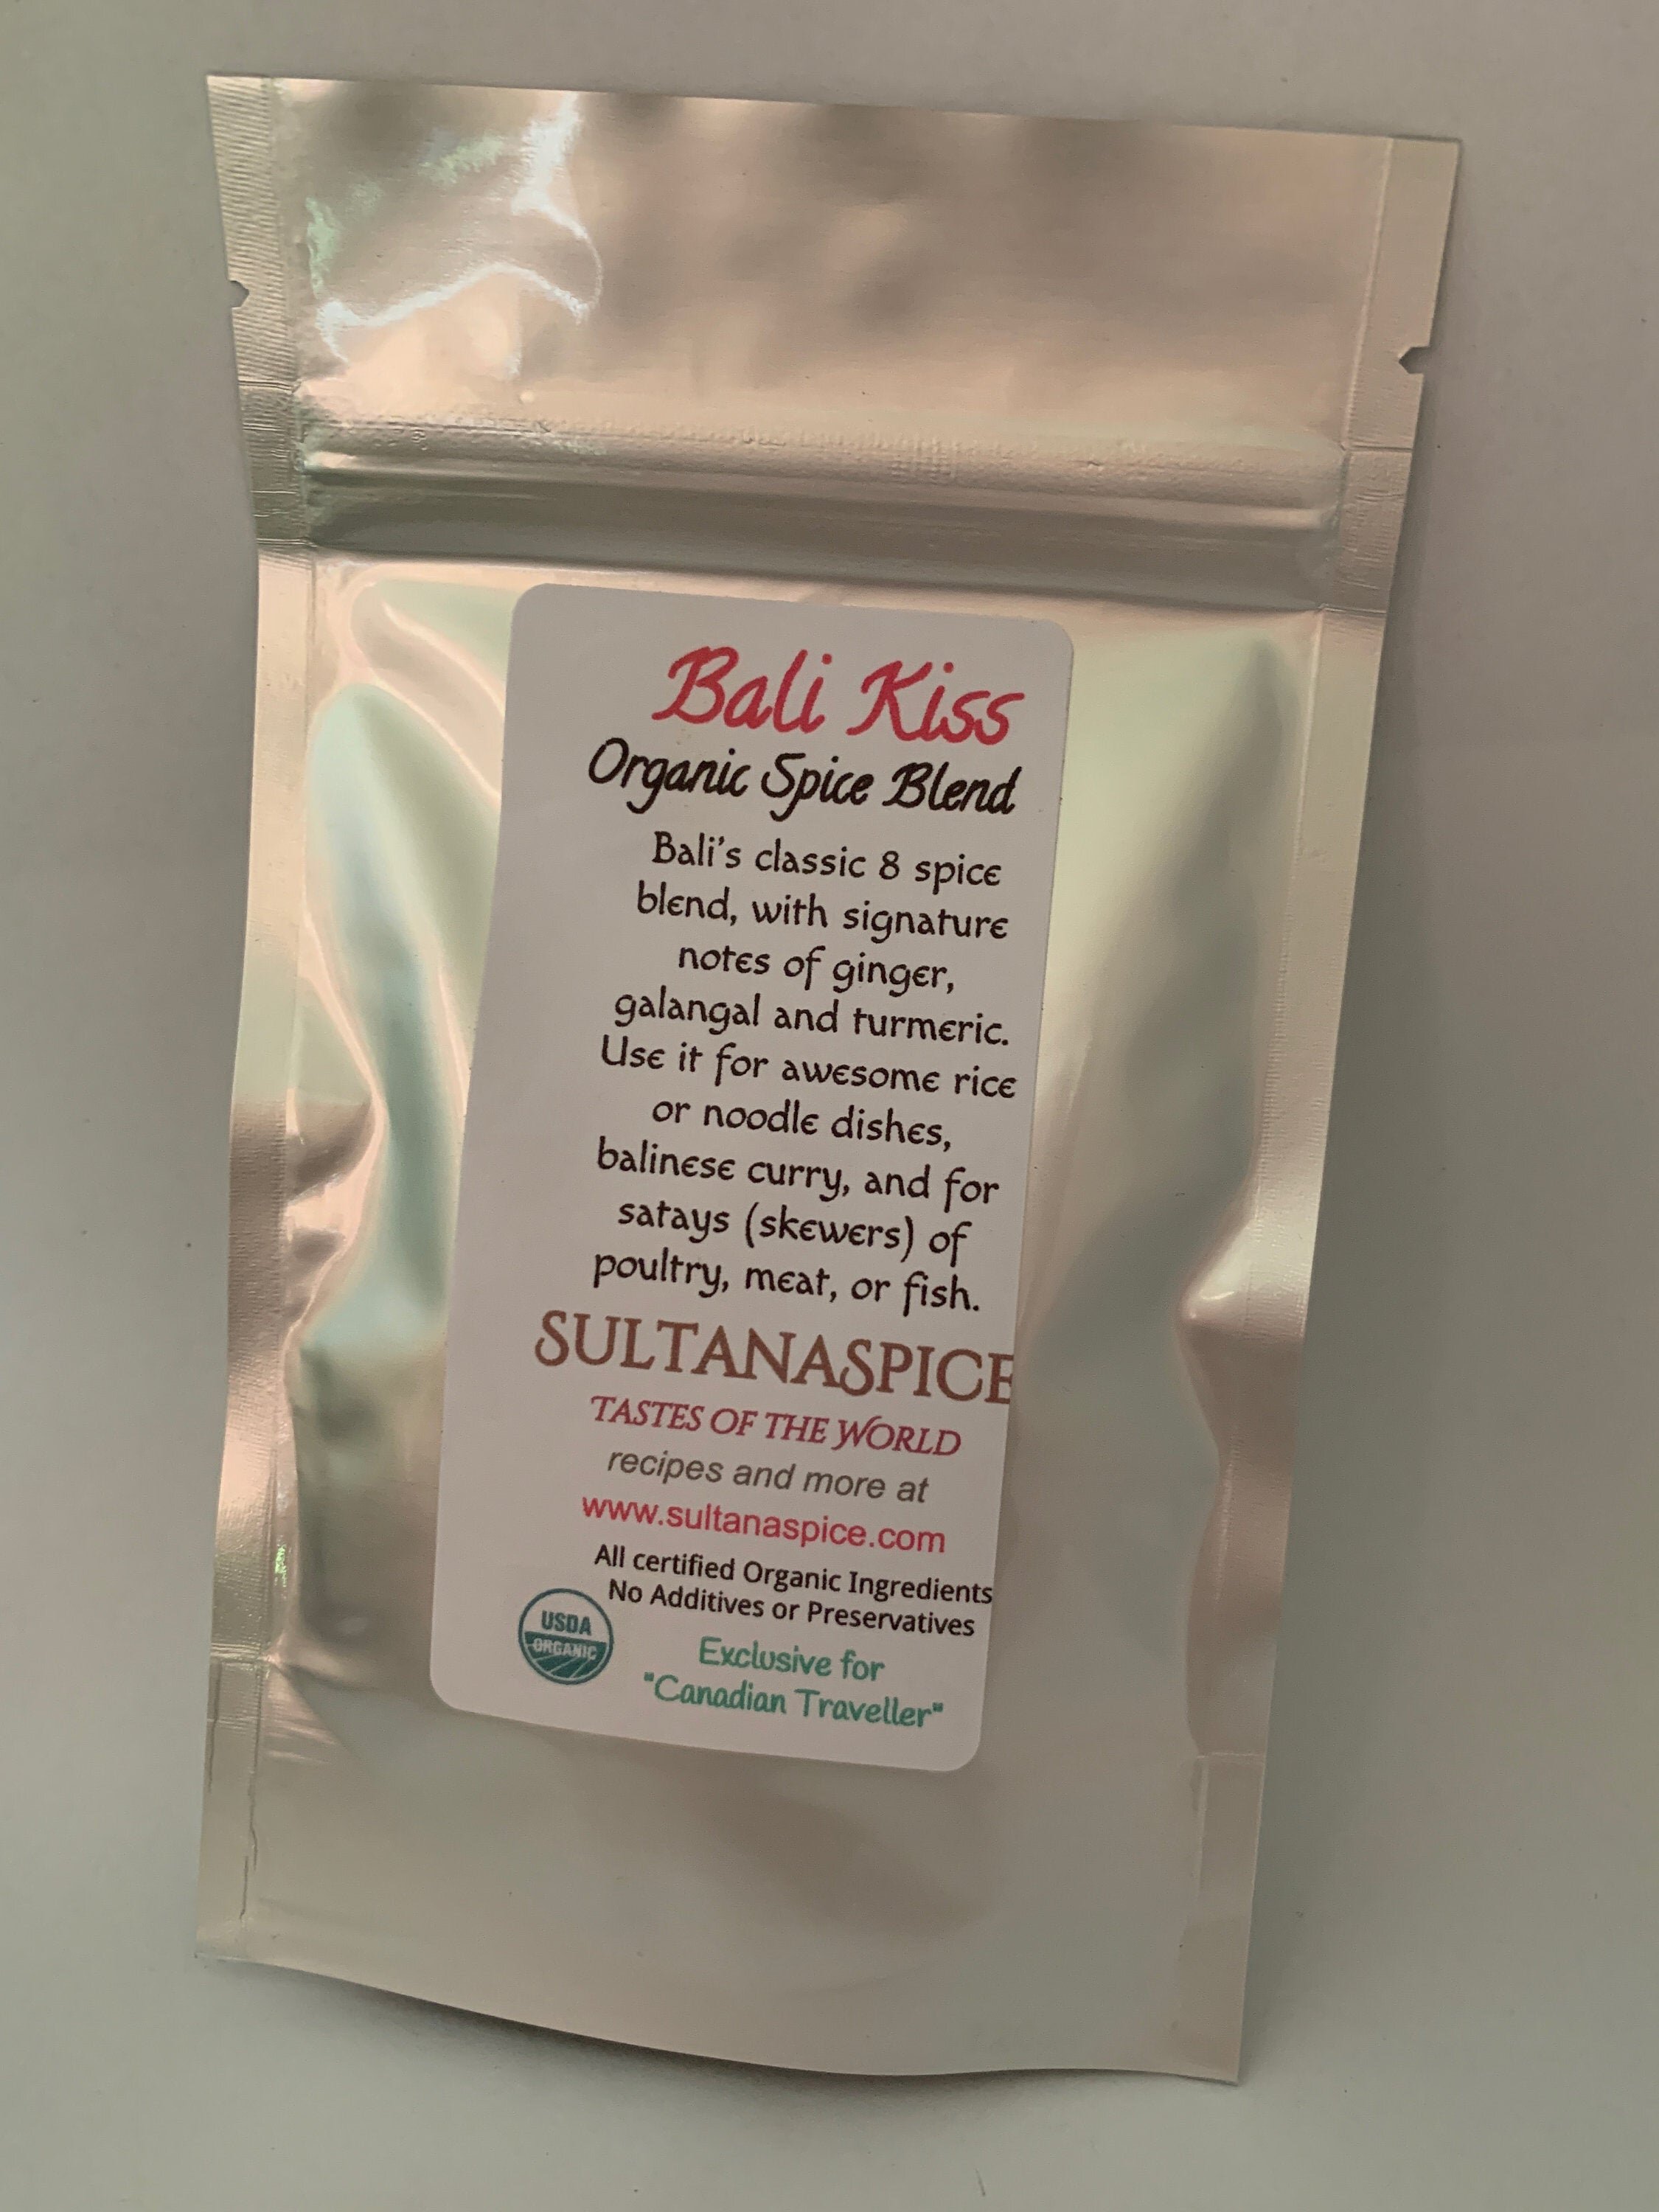 Bali Kiss
Organic Spice Blend
Bali's classic 8 spice
blend, with signature
notes of ginger,
galangal and turmeric.
Use it for awesome rice
or noodle dishes,
balinese curry, and for
satays (skewers) of
poultry, meat, or fish.
SULTANASPICE
TASTES OF THE WORLD
recipes and more at
www.sultanaspice.com
All certified Organic Ingredients
No Additives or Preservatives
USDA
ORGANIC
Exclusive for
"Canadian Traveller"